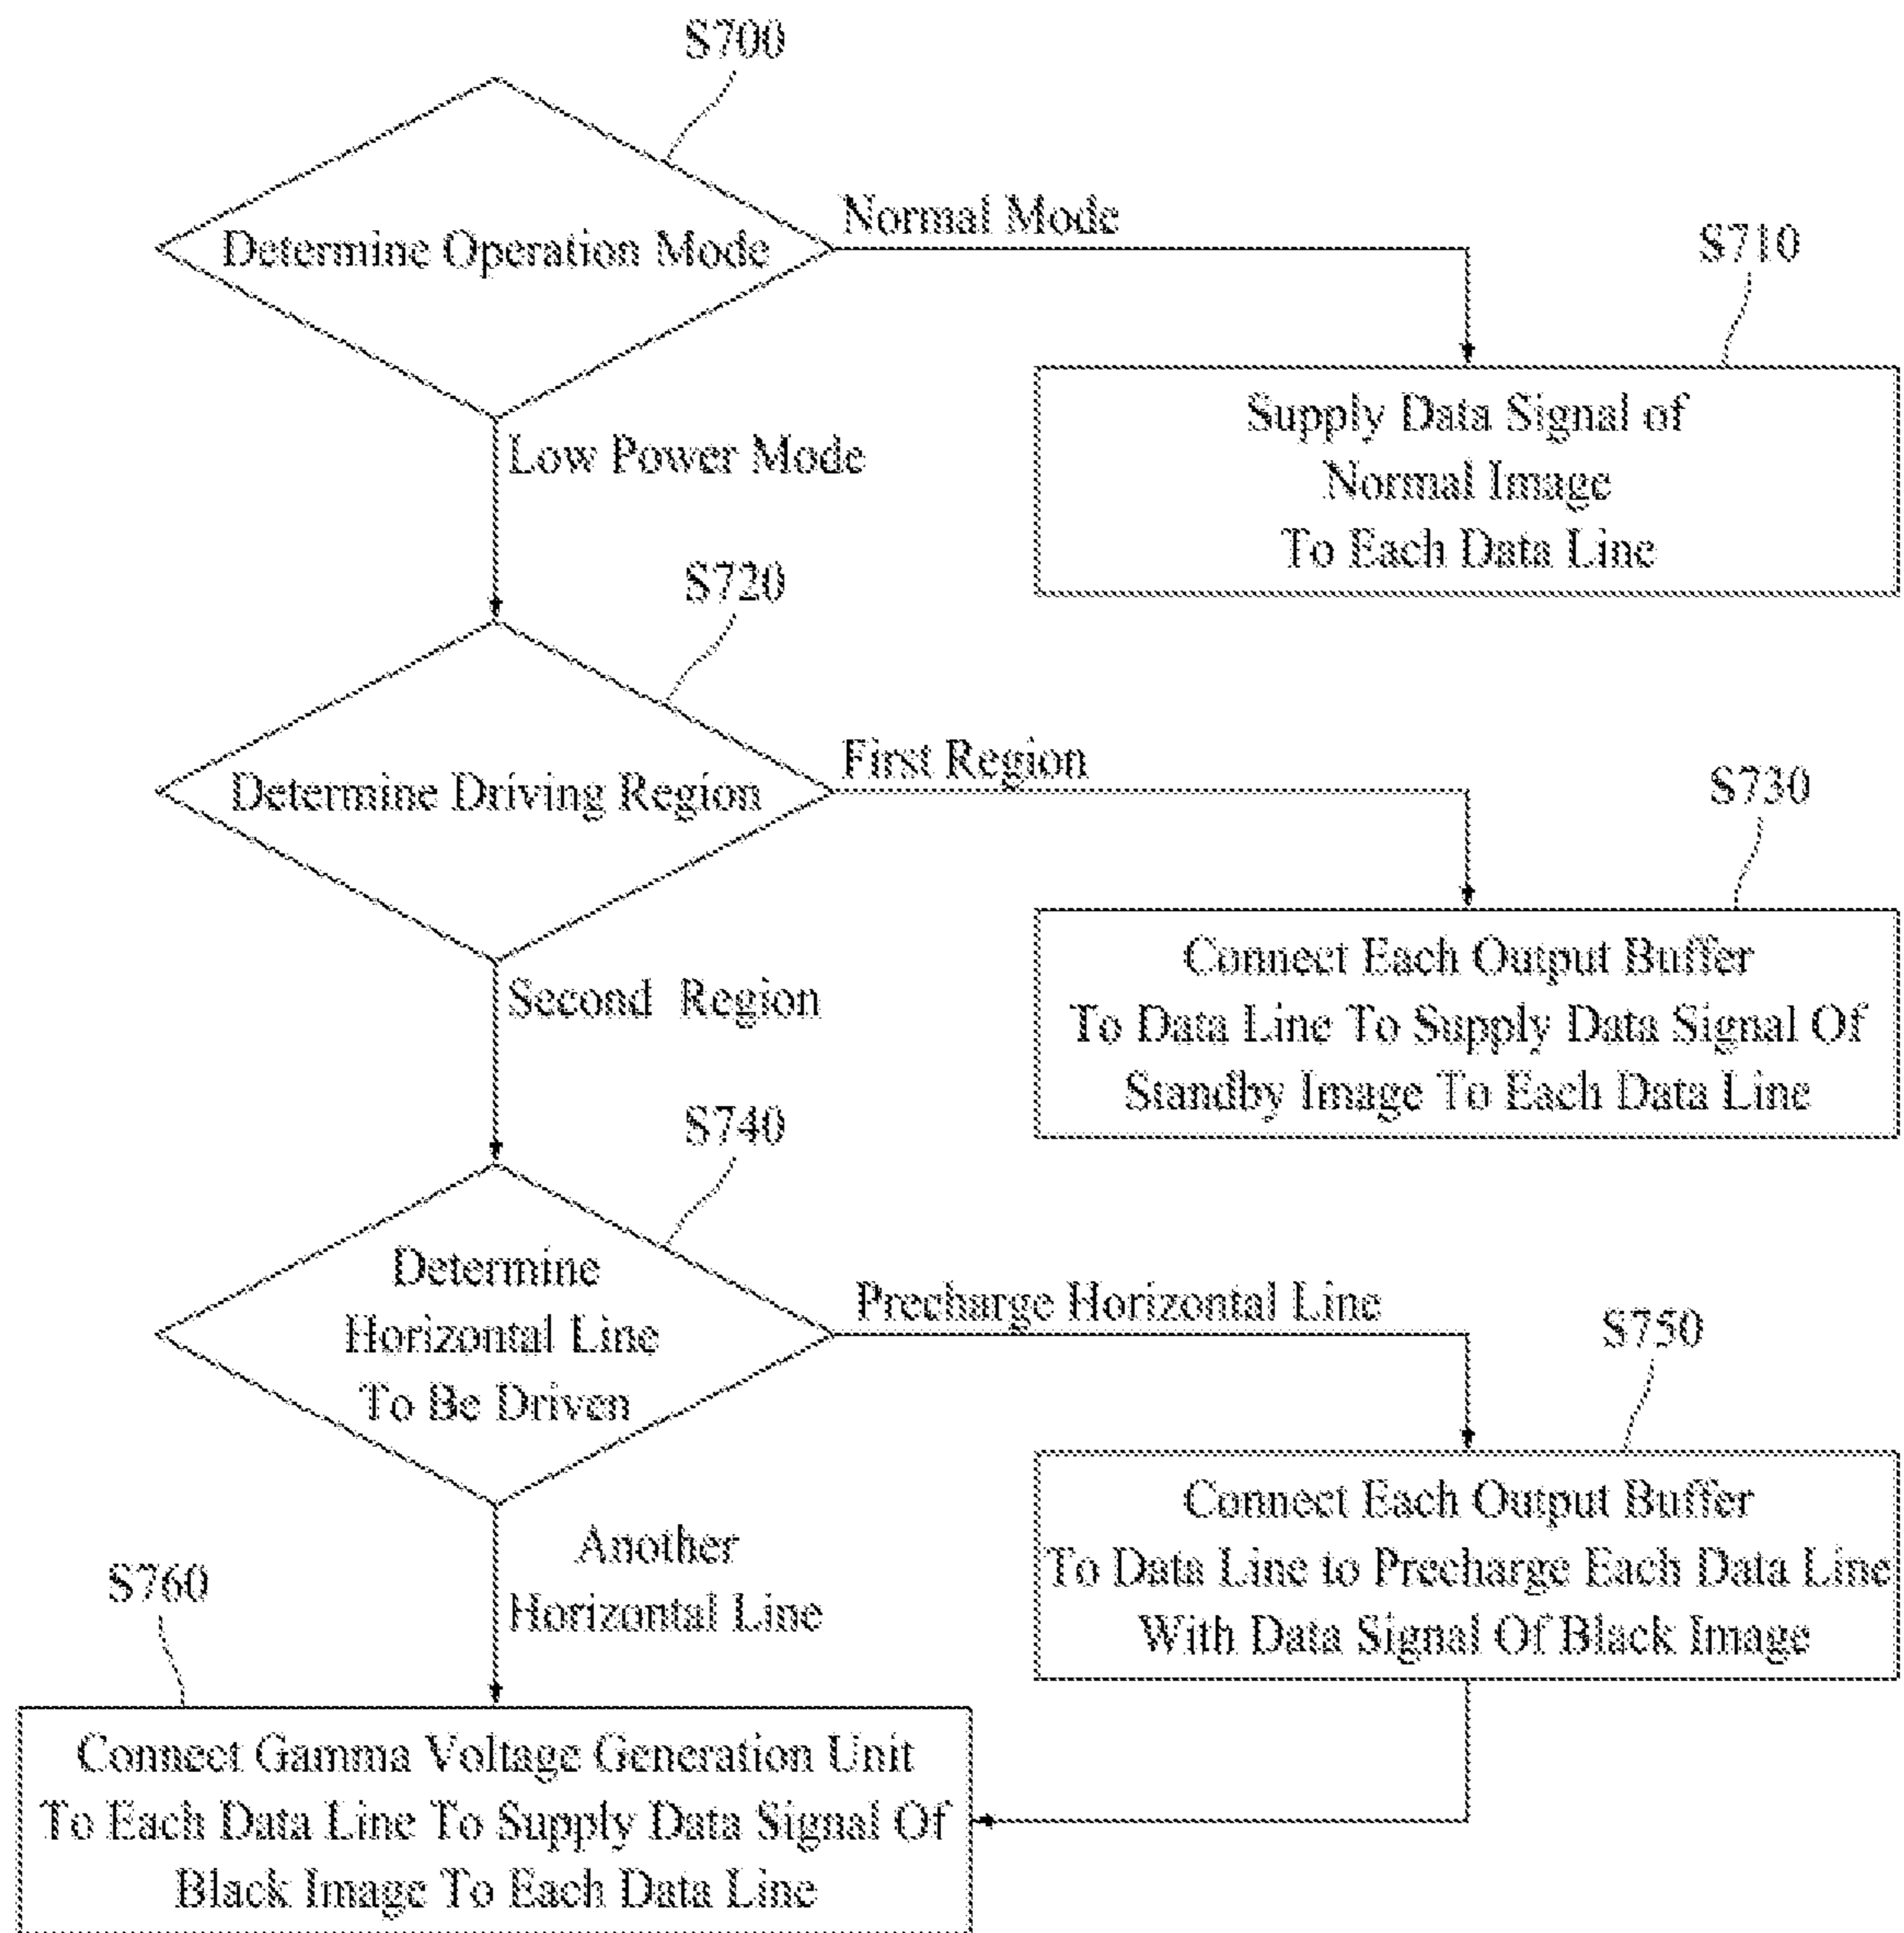 S700
Determine Operation Mode
Normal Mode
S710
Supply Data Signal of
Normal Image
To Each Data Line
Low Power Mode
S720
Determine Driving Region
First Region
S730
Connect Each Output Buffer
To Data Line To Supply Data Signal Of
Standby Image To Each Data Line
Second Region
S740
Determine
Horizontal Line
To Be Driven
Precharge Horizontal Line
S750
Connect Each Output Buffer
To Data Line to Precharge Each Data Line
With Data Signal Of Black Image
Another
Horizontal Line
S760
Connect Gamma Voltage Generation Unit
To Each Data Line To Supply Data Signal Of
Black Image To Each Data Line